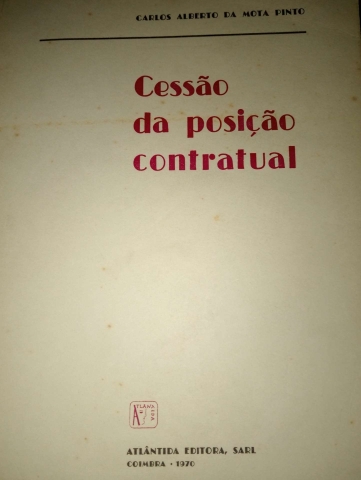 CARLOS ALBERTO DA MOTA PINTO
Cessão
da posição
contratual
ATLÂNTIDA EDITORA, SARL
COIMBRA · 1970